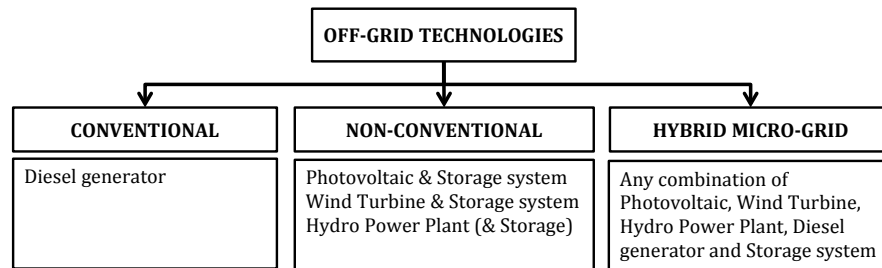 OFF-GRID TECHNOLOGIES
CONVENTIONAL
Diesel generator
NON-CONVENTIONAL
Photovoltaic & Storage system
Wind Turbine & Storage system
Hydro Power Plant (& Storage)
HYBRID MICRO-GRID
Any combination of
Photovoltaic, Wind Turbine,
Hydro Power Plant, Diesel
generator and Storage system